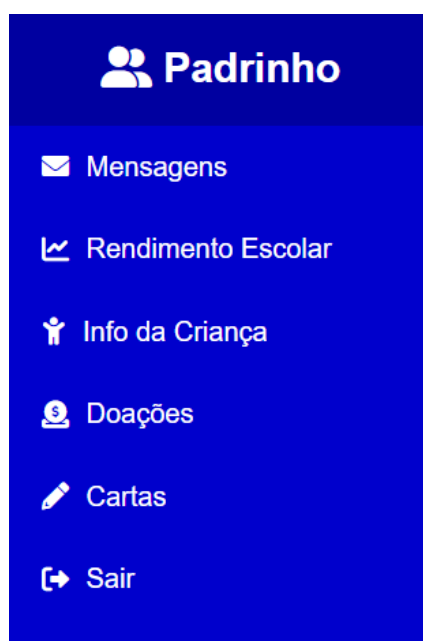 Padrinho
Mensagens
Rendimento Escolar
Info da Criança
Doações
Cartas
Sair